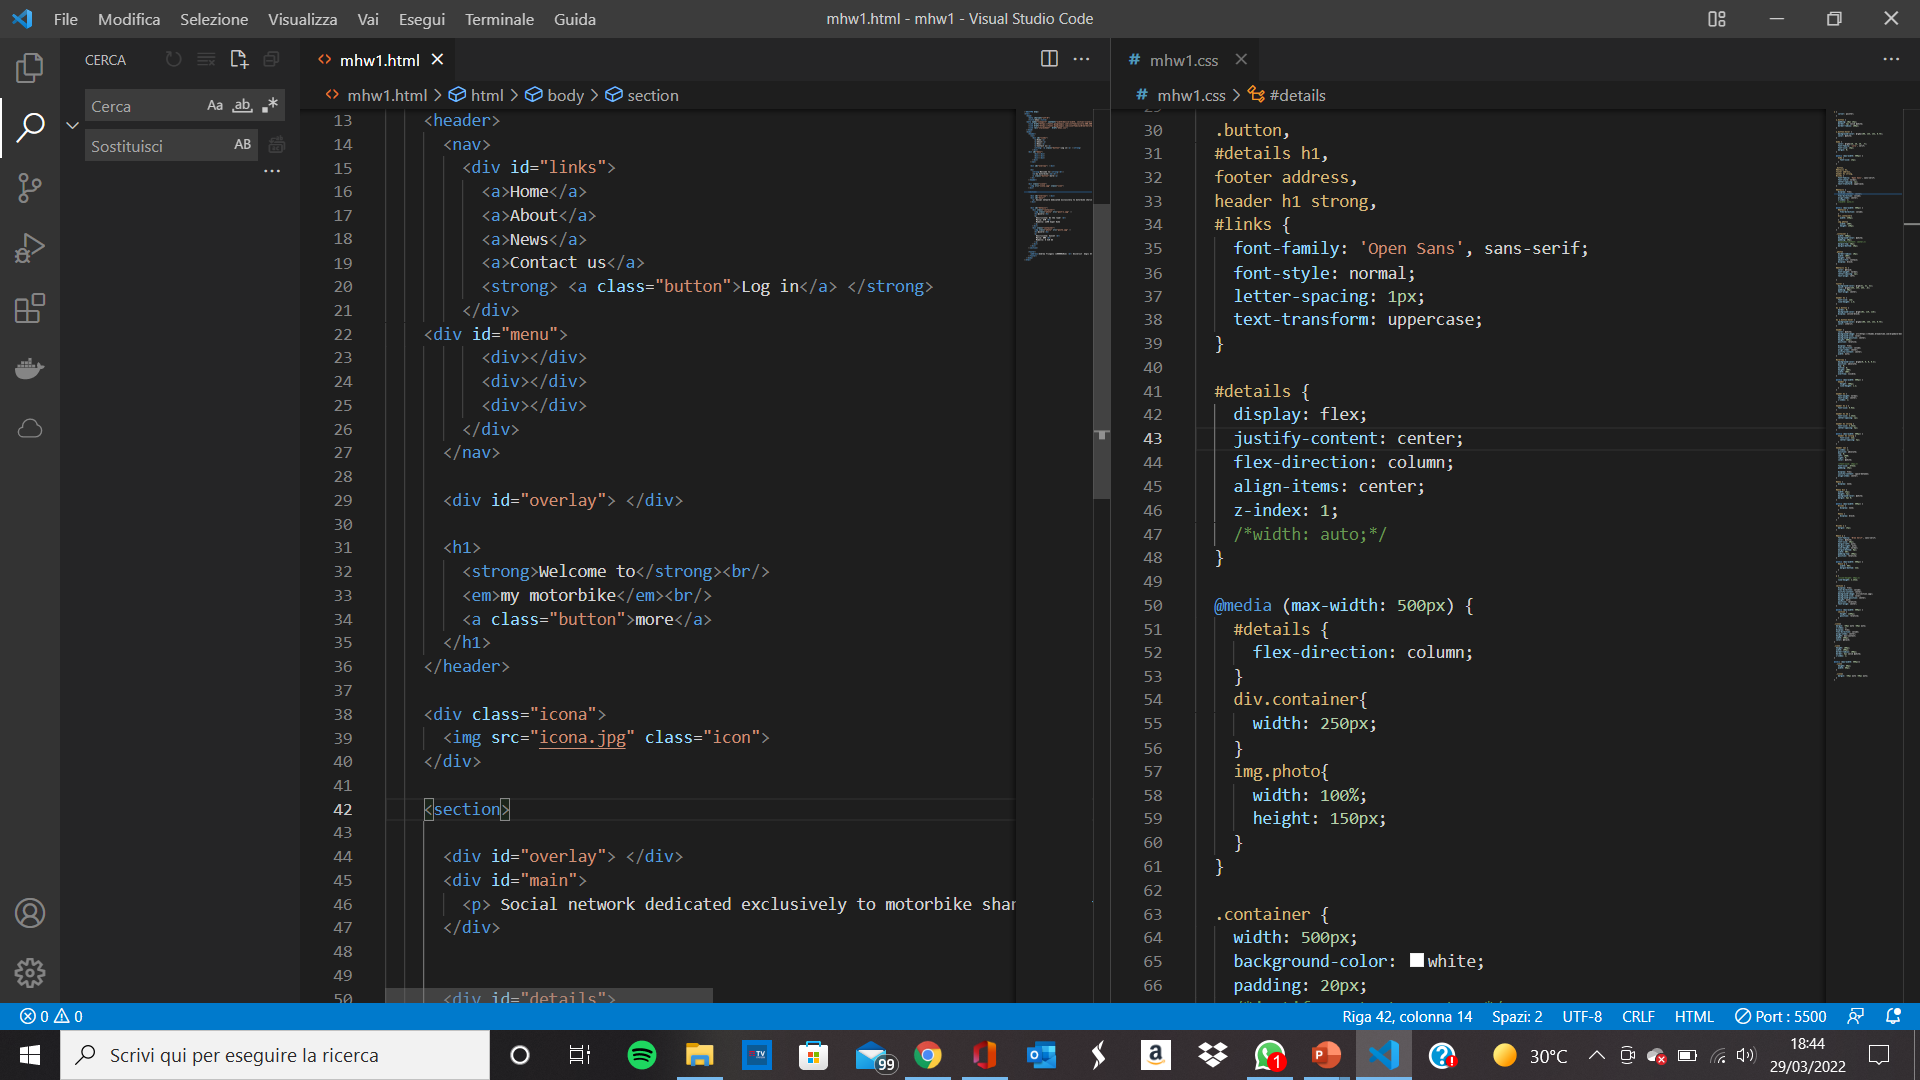 File Modifica Selezione Visualizza Vai Esegui Terminale Guida
mhw1.html - mhw1 - Visual Studio Code
CERCA
Cerca
Aa ab
Sostituisci
AB
mhw1.html
mhw1.html > html > body > section
13 <header>
14 <nav>
15 <div id="links">
16 <a>Home</a>
17 <a>About</a>
18 <a>News</a>
19 <a>Contact us</a>
20 <strong> <a class="button">Log in</a> </strong>
21 </div>
22 <div id="menu">
23 <div></div>
24 <div></div>
25 <div></div>
26 </div>
27 </nav>
28
29 <div id="overlay"> </div>
30
31 <h1>
32 <strong>Welcome to</strong><br/>
33 <em>my motorbike</em><br/>
34 <a class="button">more</a>
35 </h1>
36 </header>
37
38 <div class="icona">
39 <img src="icona.jpg" class="icon">
40 </div>
41
42 <section>
43
44 <div id="overlay"> </div>
45 <div id="main">
46 <p> Social network dedicated exclusively to motorbike shar
47 </div>
48
49
50 <div id="details">
mhw1.css
mhw1.css > #details
30 .button,
31 #details h1,
32 footer address,
33 header h1 strong,
34 #links {
35 font-family: 'Open Sans', sans-serif;
36 font-style: normal;
37 letter-spacing: 1px;
38 text-transform: uppercase;
39 }
40
41 #details {
42 display: flex;
43 justify-content: center;
44 flex-direction: column;
45 align-items: center;
46 z-index: 1;
47 /*width: auto;*/
48 }
49
50 @media (max-width: 500px) {
51 #details {
52 flex-direction: column;
53 }
54 div.container{
55 width: 250px;
56 }
57 img.photo{
58 width: 100%;
59 height: 150px;
60 }
61 }
62
63 .container {
64 width: 500px;
65 background-color: white;
66 padding: 20px;
0 0
Riga 42, colonna 14 Spazi: 2 UTF-8 CRLF HTML Port : 5500
Scrivi qui per eseguire la ricerca
TV
99
a
1
P
30°C
18:44
29/03/2022